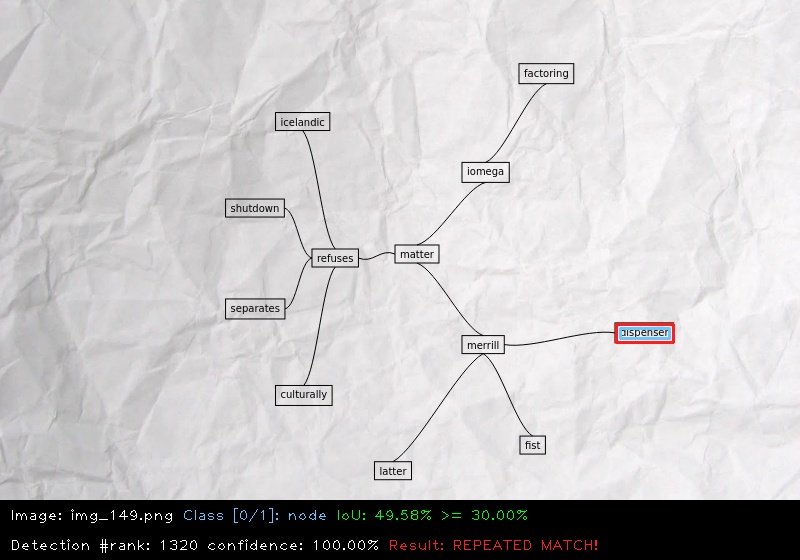 factoring
icelandic
iomega
shutdown
matter
refuses
separates
dispenser
merrill
culturally
fist
latter
Image: img_149.png Class [0/1]: node IoU: 49.58% >= 30.00%
Detection #rank: 1320 confidence: 100.00% Result: REPEATED MATCH!